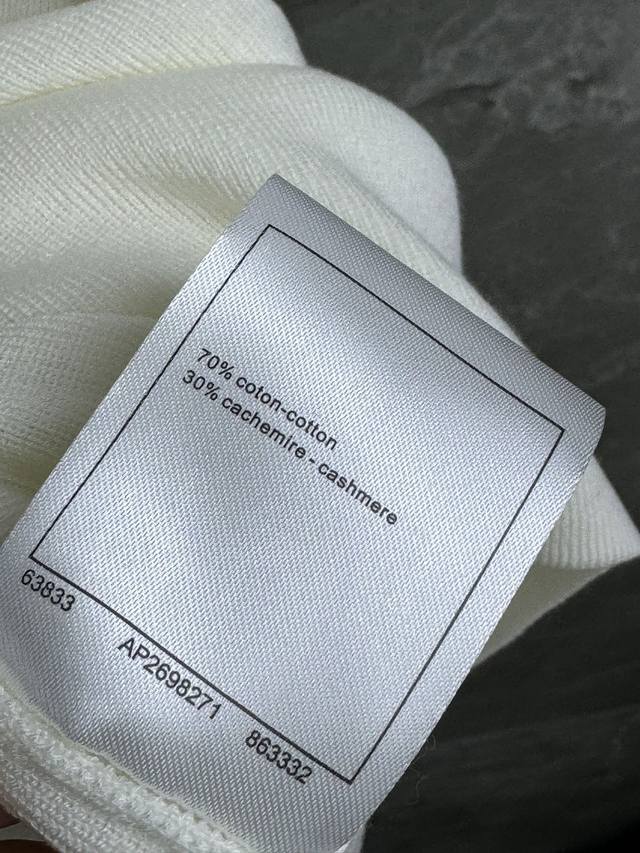 70% coton-cotton
30% cachemire - cashmere
63833
AP2698271
863332